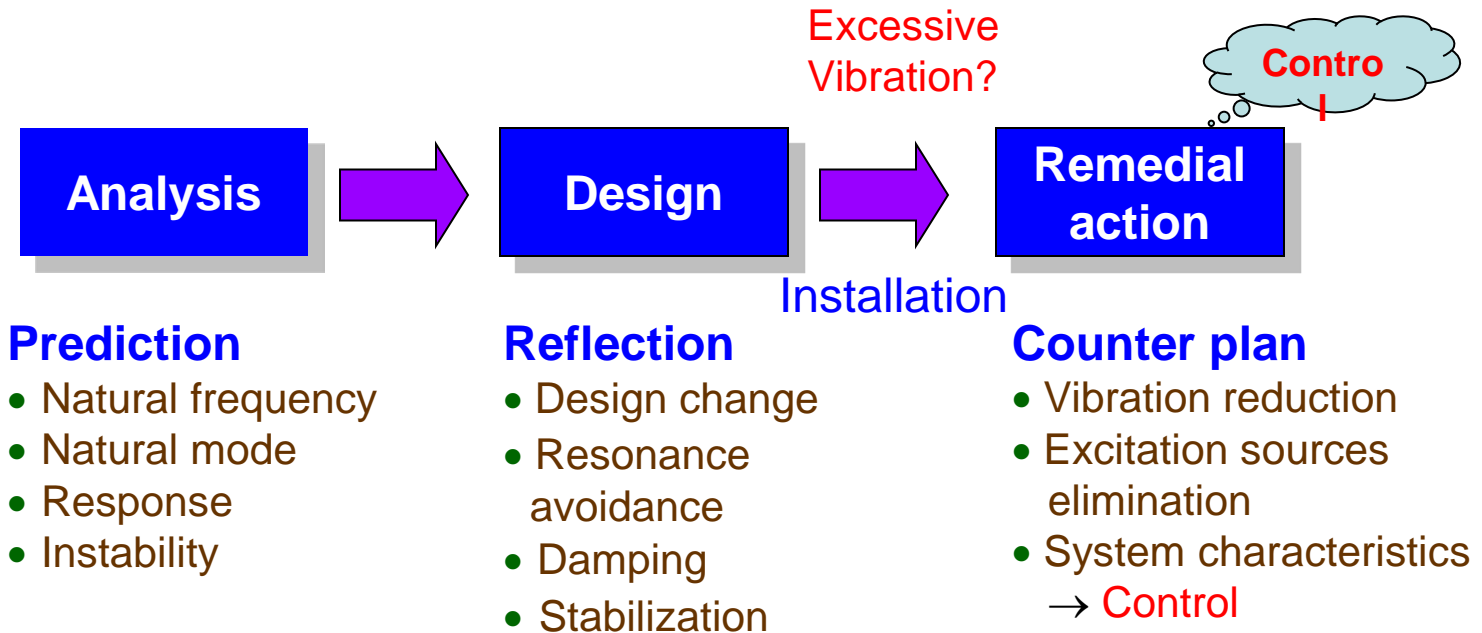 Excessive
Vibration?
Contro
l
Analysis
Design
Remedial
action
Installation
Prediction
• Natural frequency
• Natural mode
• Response
• Instability
Reflection
• Design change
• Resonance
avoidance
• Damping
• Stabilization
Counter plan
• Vibration reduction
• Excitation sources
elimination
• System characteristics
→ Control